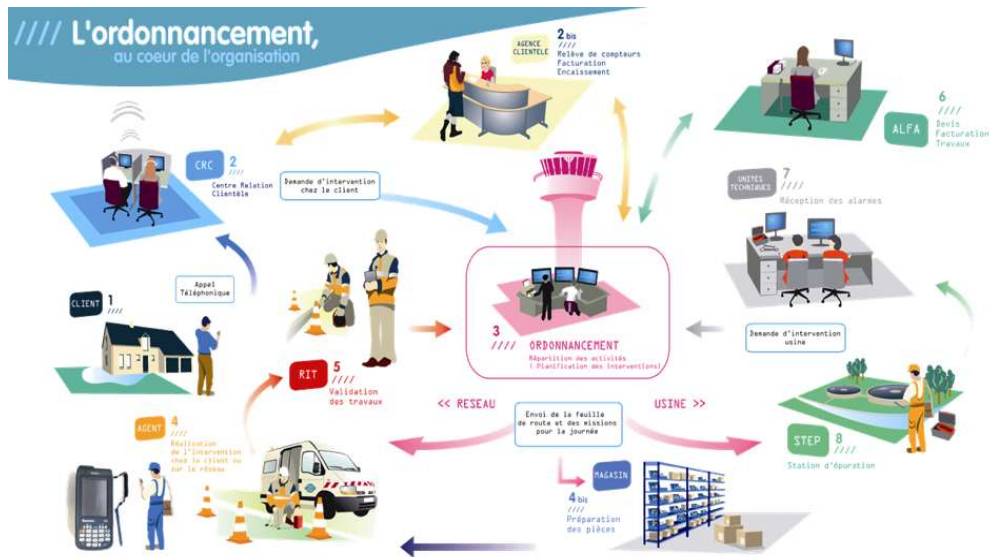 //// L'ordonnancement,
au coeur de l'organisation
AGENCE
CLIENTELE
2 bis
////
Relève de compteurs
Facturation
Encaissement
ALFA
6
////
Devis
Facturation
Travaux
CRC
2
////
Centre Relation
Clientèle
Demande d'intervention
chez le client
UNITES
TECHNIQUES
7
////
Réception des alarmes
CLIENT
1
////
Appel
Téléphonique
3
////
ORDONNANCEMENT
Répartition des activités
( Planification des interventions)
Demande d'intervention
usine
RIT
5
////
Validation
des travaux
<< RESEAU
USINE >>
Envoi de la feuille
de route et des missions
pour la journée
AGENT
4
////
Réalisation
de l'intervention
chez le client ou
sur le réseau
STEP
8
////
Station d'épuration
MAGASIN
4 bis
////
Préparation
des pièces